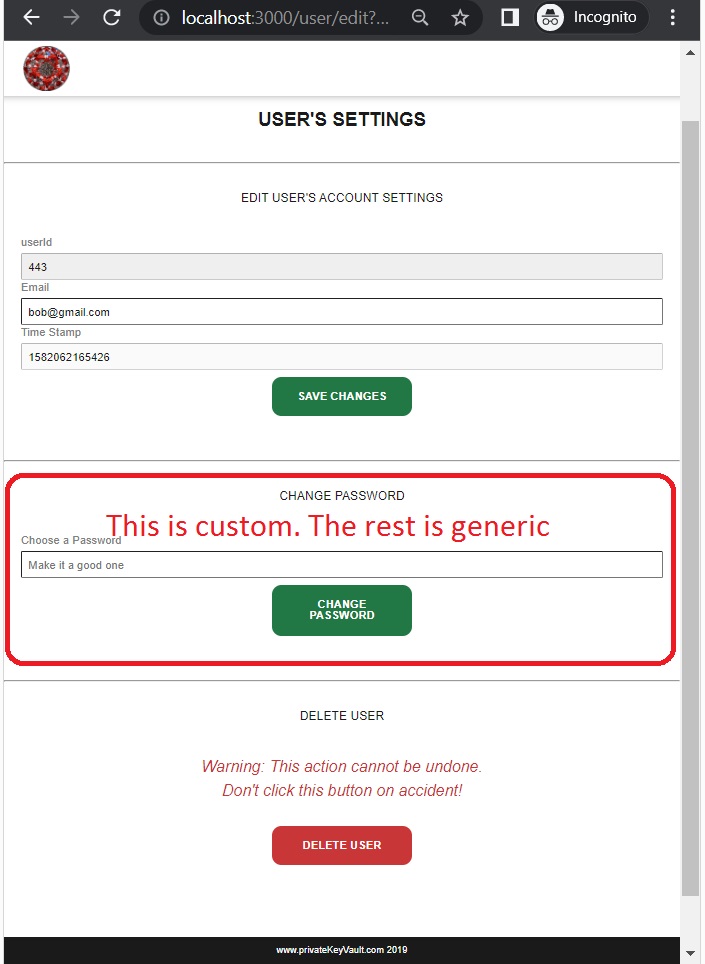 localhost:3000/user/edit?...
Incognito
USER'S SETTINGS
EDIT USER'S ACCOUNT SETTINGS
userId
443
Email
bob@gmail.com
Time Stamp
1582062165426
SAVE CHANGES
CHANGE PASSWORD
This is custom. The rest is generic
Choose a Password
Make it a good one
CHANGE
PASSWORD
DELETE USER
Warning: This action cannot be undone.
Don't click this button on accident!
DELETE USER
www.privateKeyVault.com 2019